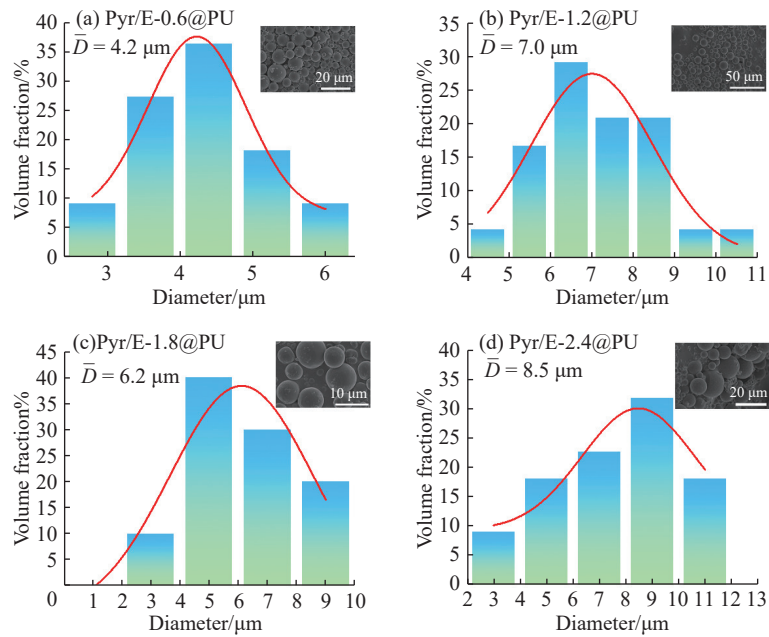 (a) Pyr/E-0.6@PU
D̅ = 4.2 μm
20 μm
40
35
30
25
20
15
10
5
0
Volume fraction/%
3 4 5 6
Diameter/μm
(b) Pyr/E-1.2@PU
D̅ = 7.0 μm
50 μm
40
35
30
25
20
15
10
5
0
Volume fraction/%
4 5 6 7 8 9 10 11
Diameter/μm
(c)Pyr/E-1.8@PU
D̅ = 6.2 μm
10 μm
45
40
35
30
25
20
15
10
5
0
Volume fraction/%
1 2 3 4 5 6 7 8 9 10
Diameter/μm
(d) Pyr/E-2.4@PU
D̅ = 8.5 μm
20 μm
40
35
30
25
20
15
10
5
0
Volume fraction/%
2 3 4 5 6 7 8 9 10 11 12 13
Diameter/μm